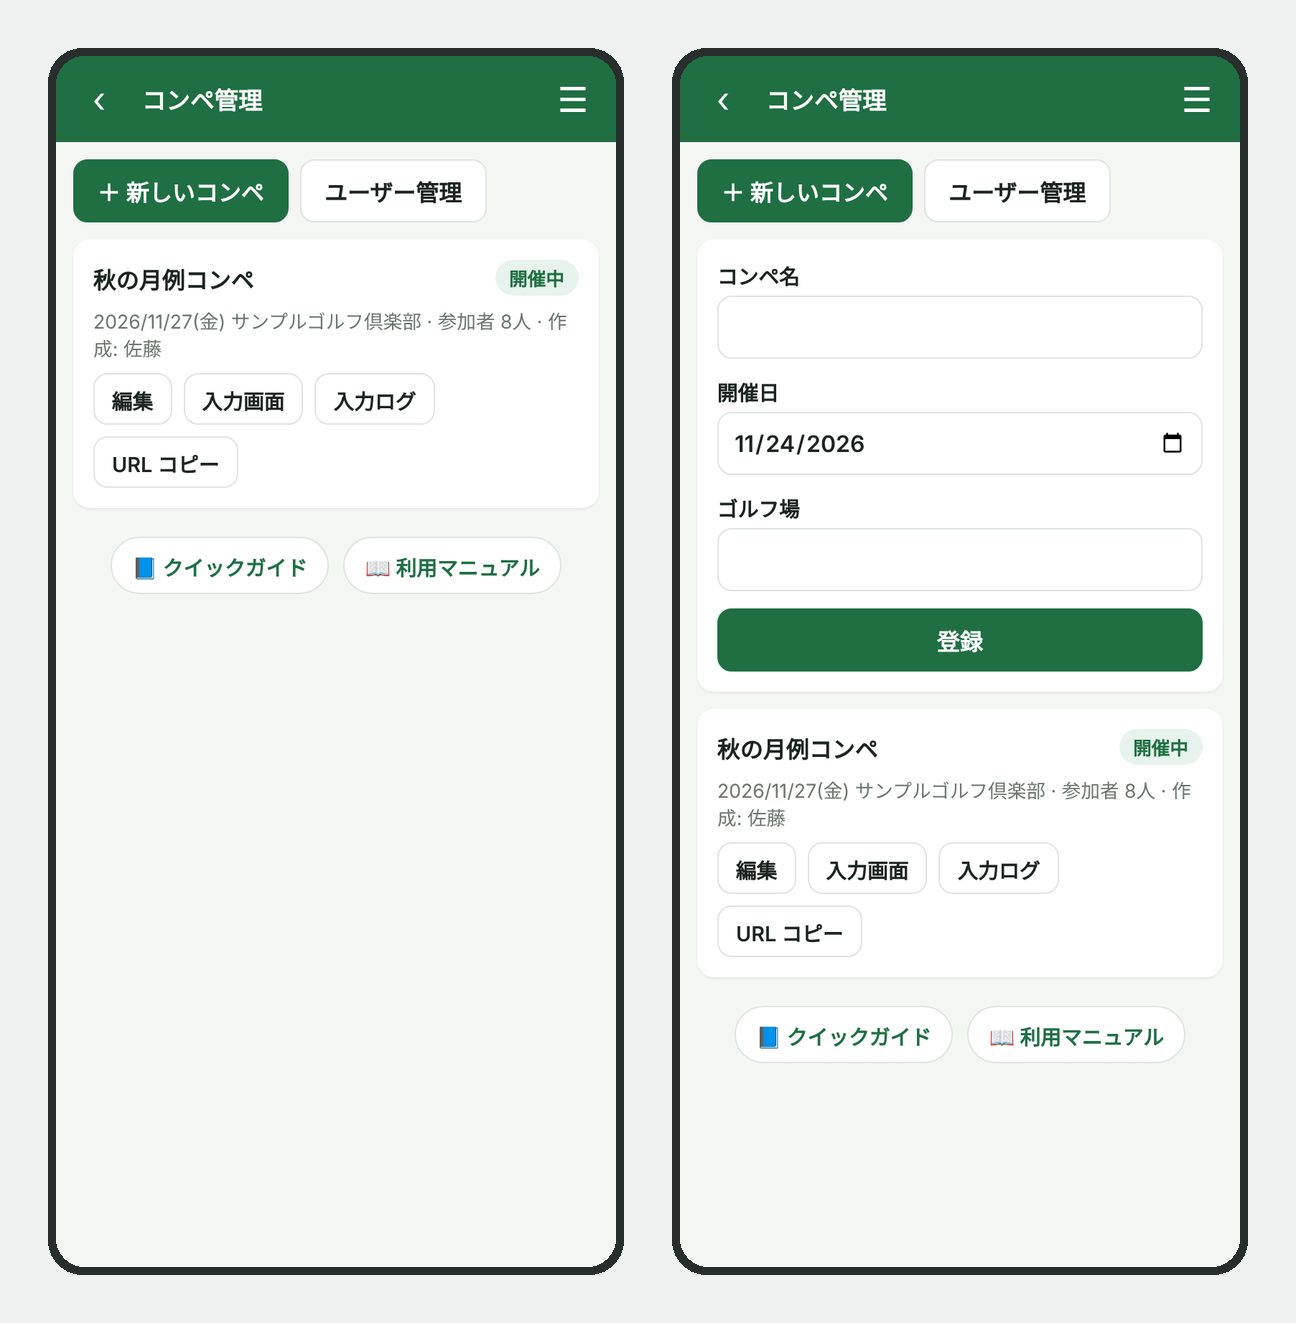 ‹ コンペ管理 ☰
＋新しいコンペ ユーザー管理
秋の月例コンペ 開催中
2026/11/27(金) サンプルゴルフ倶楽部 · 参加者 8人 · 作
成: 佐藤
編集 入力画面 入力ログ
URL コピー
📘 クイックガイド 📖 利用マニュアル
‹ コンペ管理 ☰
＋新しいコンペ ユーザー管理
コンペ名
開催日
11/24/2026
ゴルフ場
登録
秋の月例コンペ 開催中
2026/11/27(金) サンプルゴルフ倶楽部 · 参加者 8人 · 作
成: 佐藤
編集 入力画面 入力ログ
URL コピー
📘 クイックガイド 📖 利用マニュアル